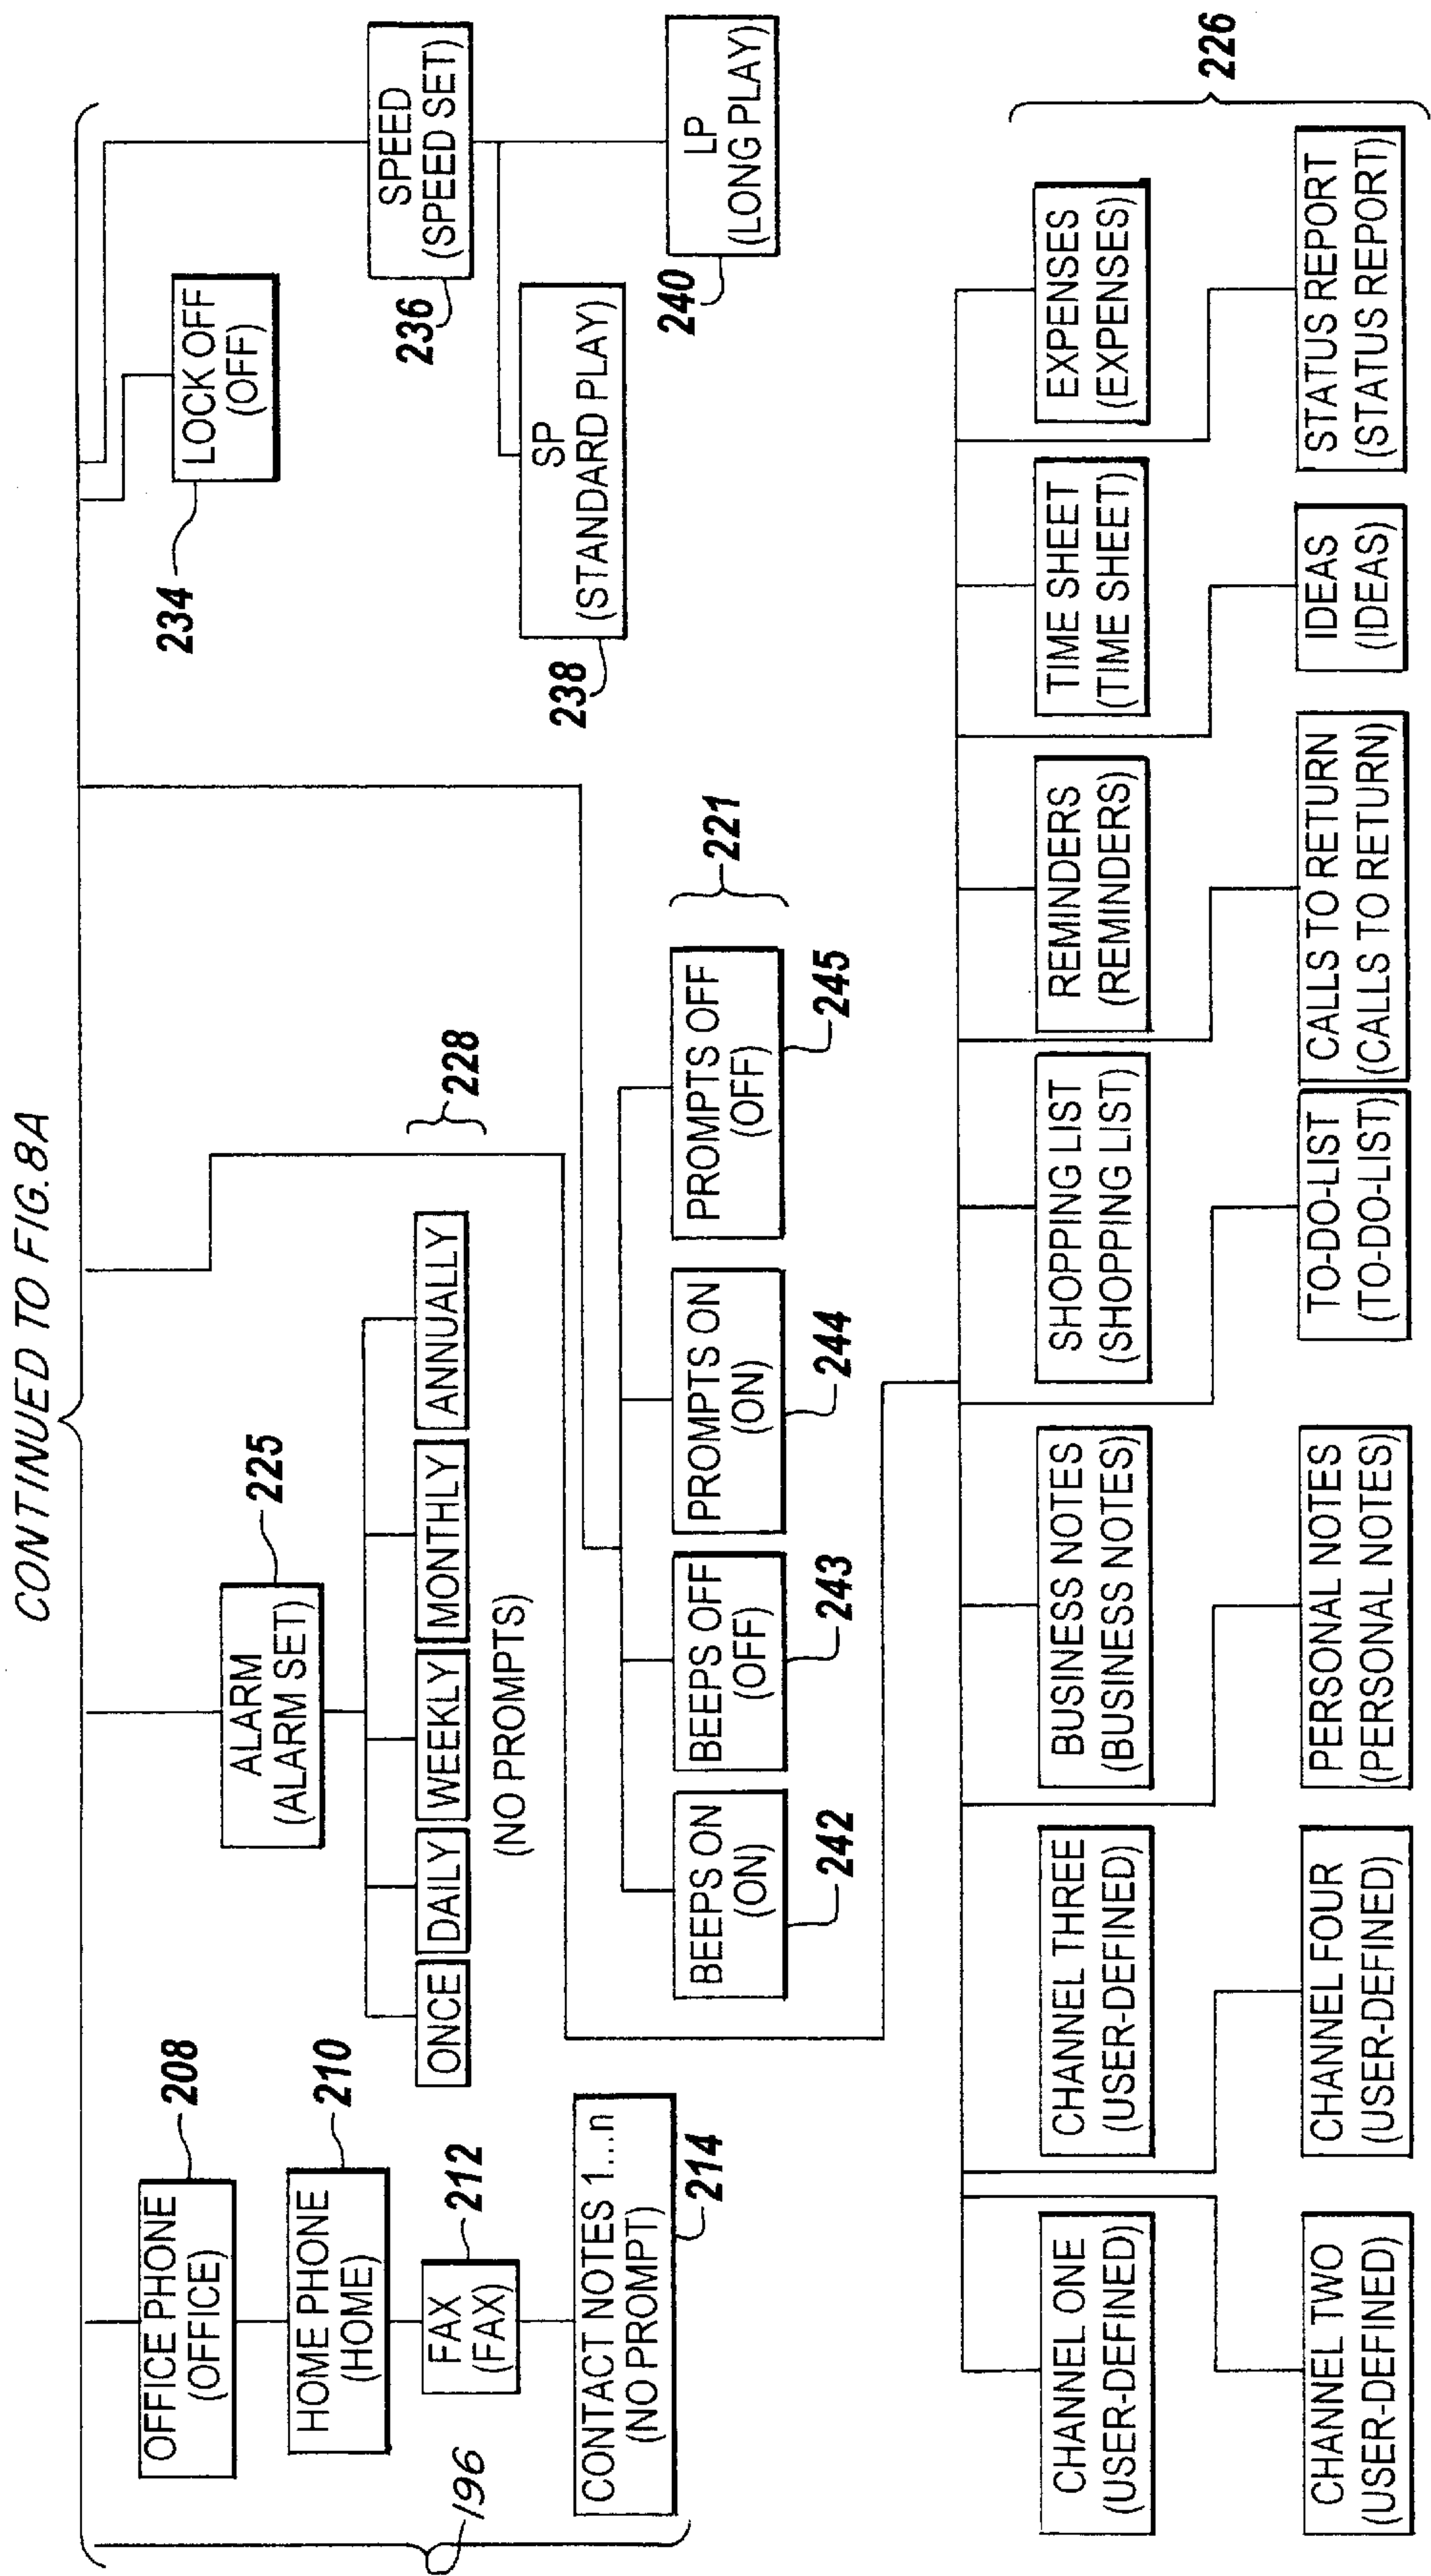 CONTINUED TO FIG.8A
196
OFFICE PHONE
(OFFICE)
208
HOME PHONE
(HOME)
210
FAX
(FAX)
212
CONTACT NOTES 1...n
(NO PROMPT)
214
ALARM
(ALARM SET)
225
ONCE
DAILY
WEEKLY
MONTHLY
ANNUALLY
228
(NO PROMPTS)
LOCK OFF
(OFF)
234
SPEED
(SPEED SET)
236
SP
(STANDARD PLAY)
238
LP
(LONG PLAY)
240
BEEPS ON
(ON)
242
BEEPS OFF
(OFF)
243
PROMPTS ON
(ON)
244
PROMPTS OFF
(OFF)
245
221
CHANNEL ONE
(USER-DEFINED)
CHANNEL THREE
(USER-DEFINED)
BUSINESS NOTES
(BUSINESS NOTES)
SHOPPING LIST
(SHOPPING LIST)
REMINDERS
(REMINDERS)
TIME SHEET
(TIME SHEET)
EXPENSES
(EXPENSES)
226
CHANNEL TWO
(USER-DEFINED)
CHANNEL FOUR
(USER-DEFINED)
PERSONAL NOTES
(PERSONAL NOTES)
TO-DO-LIST
(TO-DO-LIST)
CALLS TO RETURN
(CALLS TO RETURN)
IDEAS
(IDEAS)
STATUS REPORT
(STATUS REPORT)